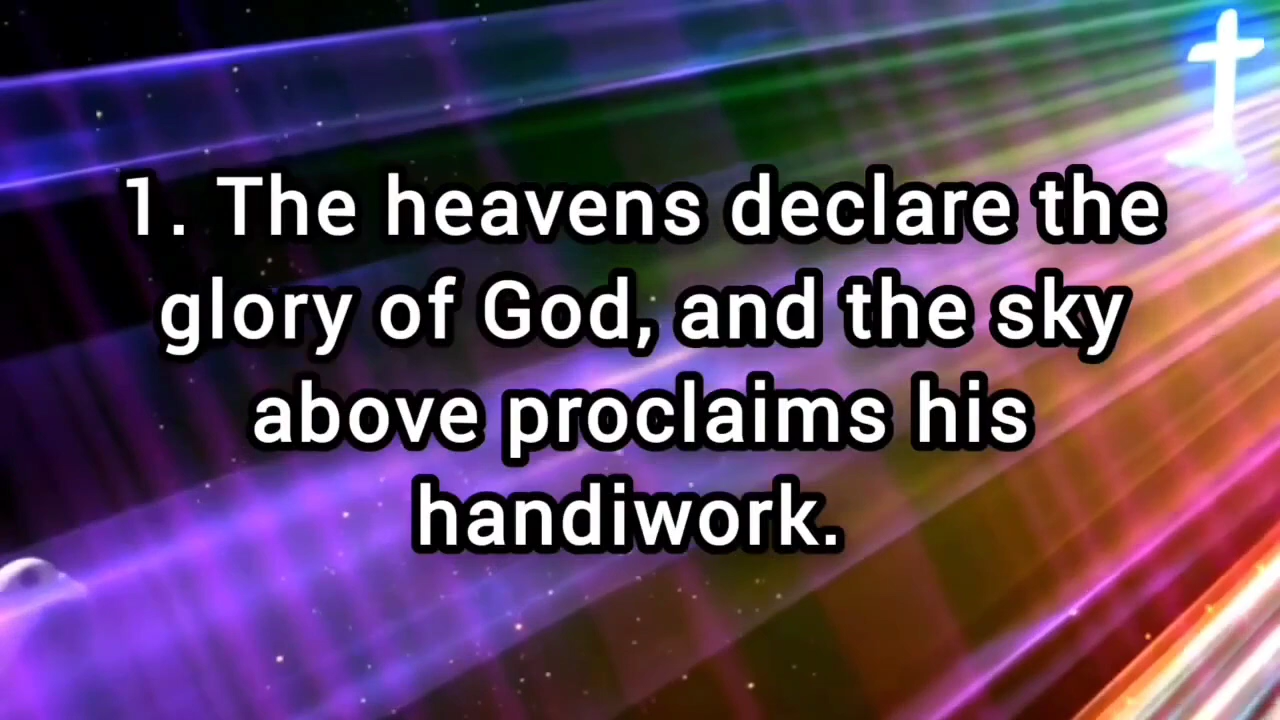 1. The heavens declare the
glory of God, and the sky
above proclaims his
handiwork.